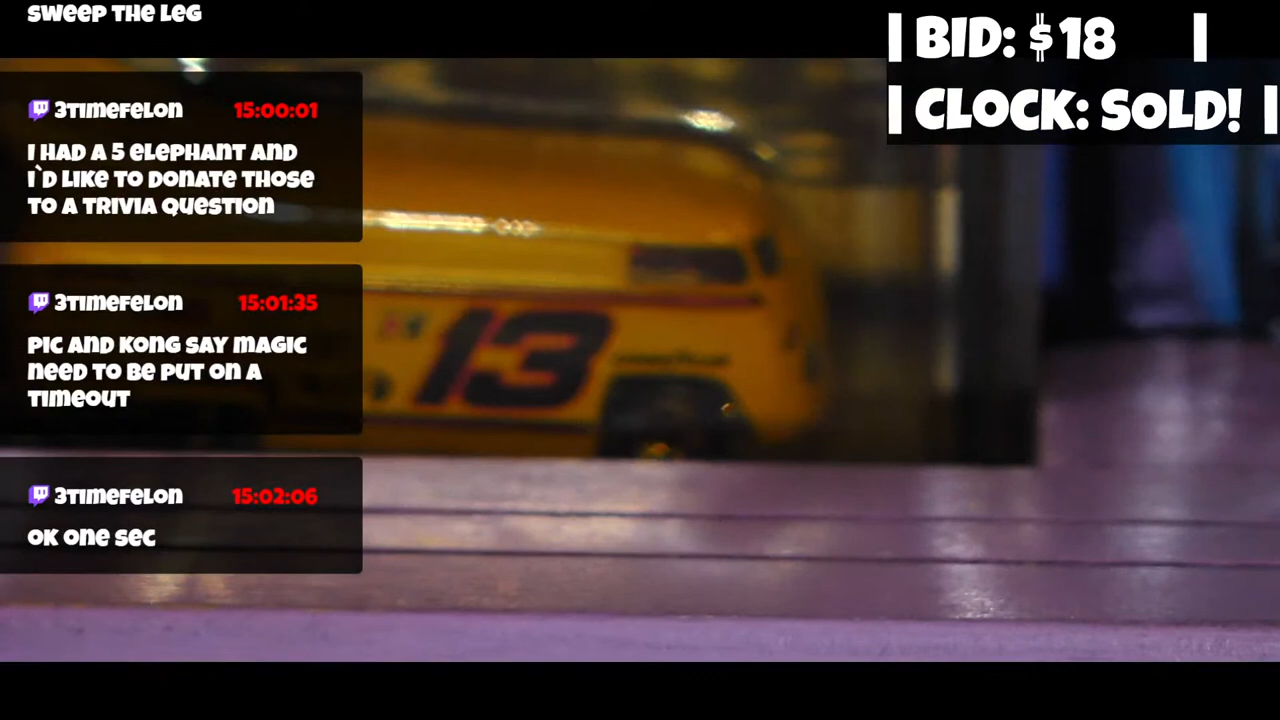 SWEEP THE LEG
| BID: $18 |
| CLOCK: SOLD! |
3TIMEFELON 15:00:01
I HAD A 5 ELEPHANT AND
I`D LIKE TO DONATE THOSE
TO A TRIVIA QUESTION
3TIMEFELON 15:01:35
PIC AND KONG SAY MAGIC
NEED TO BE PUT ON A
TIMEOUT
3TIMEFELON 15:02:06
OK ONE SEC
13